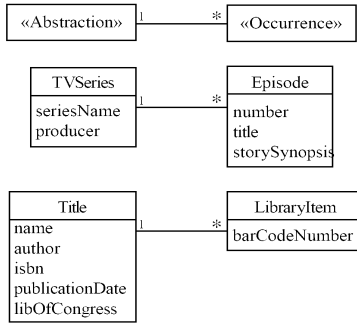 «Abstraction» 1 * «Occurrence»
TVSeries
seriesName
producer
1 *
Episode
number
title
storySynopsis
Title
name
author
isbn
publicationDate
libOfCongress
1 *
LibraryItem
barCodeNumber